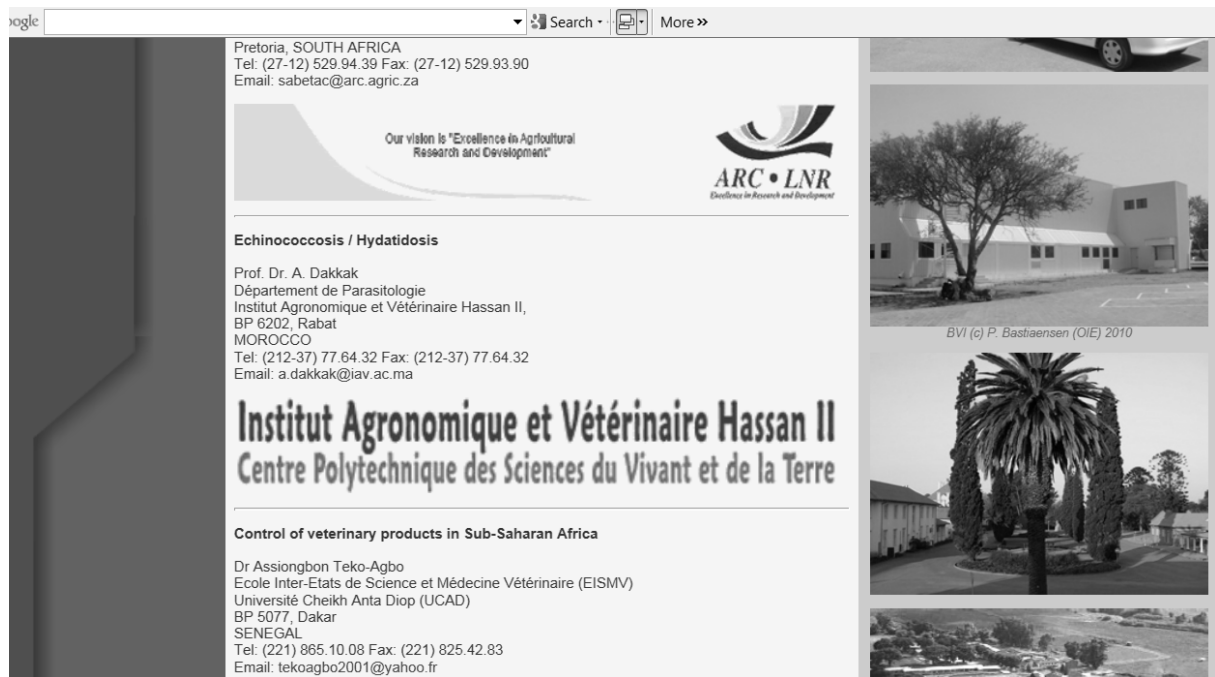 oogle Search More »
Pretoria, SOUTH AFRICA
Tel: (27-12) 529.94.39 Fax: (27-12) 529.93.90
Email: sabetac@arc.agric.za
Our vision is "Excellence in Agricultural
Research and Development"
ARC • LNR
Excellence in Research and Development
Echinococcosis / Hydatidosis
Prof. Dr. A. Dakkak
Département de Parasitologie
Institut Agronomique et Vétérinaire Hassan II,
BP 6202, Rabat
MOROCCO
Tel: (212-37) 77.64.32 Fax: (212-37) 77.64.32
Email: a.dakkak@iav.ac.ma
Institut Agronomique et Vétérinaire Hassan II
Centre Polytechnique des Sciences du Vivant et de la Terre
Control of veterinary products in Sub-Saharan Africa
Dr Assiongbon Teko-Agbo
Ecole Inter-Etats de Science et Médecine Vétérinaire (EISMV)
Université Cheikh Anta Diop (UCAD)
BP 5077, Dakar
SENEGAL
Tel: (221) 865.10.08 Fax: (221) 825.42.83
Email: tekoagbo2001@yahoo.fr
BVI (c) P. Bastiaensen (OIE) 2010